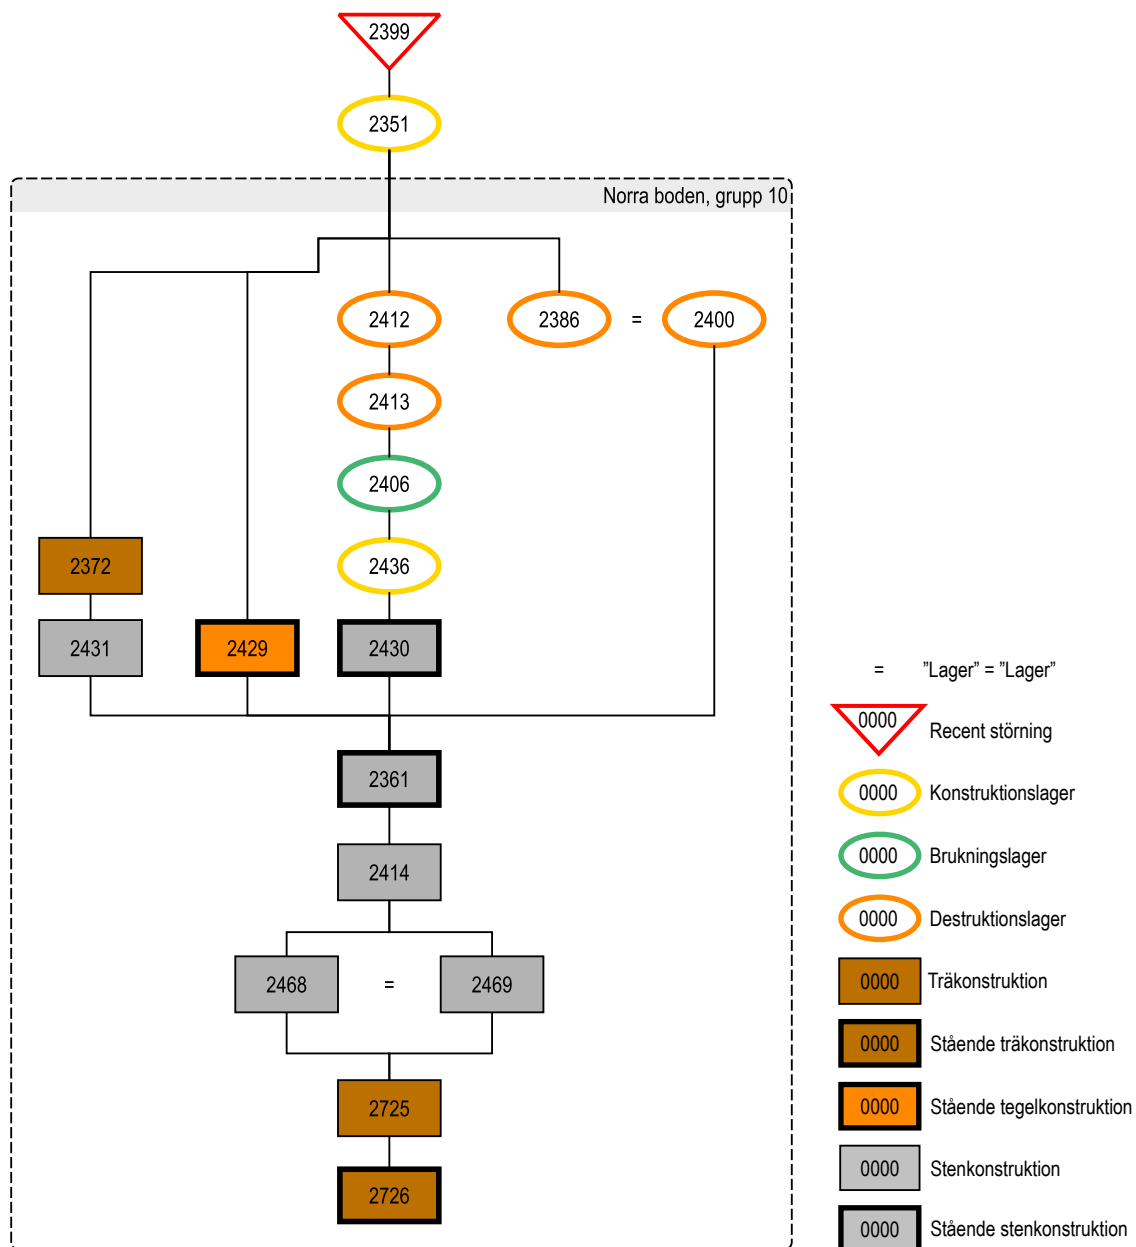 2399
2351
Norra boden, grupp 10
2412
2386 = 2400
2413
2406
2436
2372
2431
2429
2430
2361
2414
2468 = 2469
2725
2726
= ”Lager” = ”Lager”
0000 Recent störning
0000 Konstruktionslager
0000 Brukningslager
0000 Destruktionslager
0000 Träkonstruktion
0000 Stående träkonstruktion
0000 Stående tegelkonstruktion
0000 Stenkonstruktion
0000 Stående stenkonstruktion